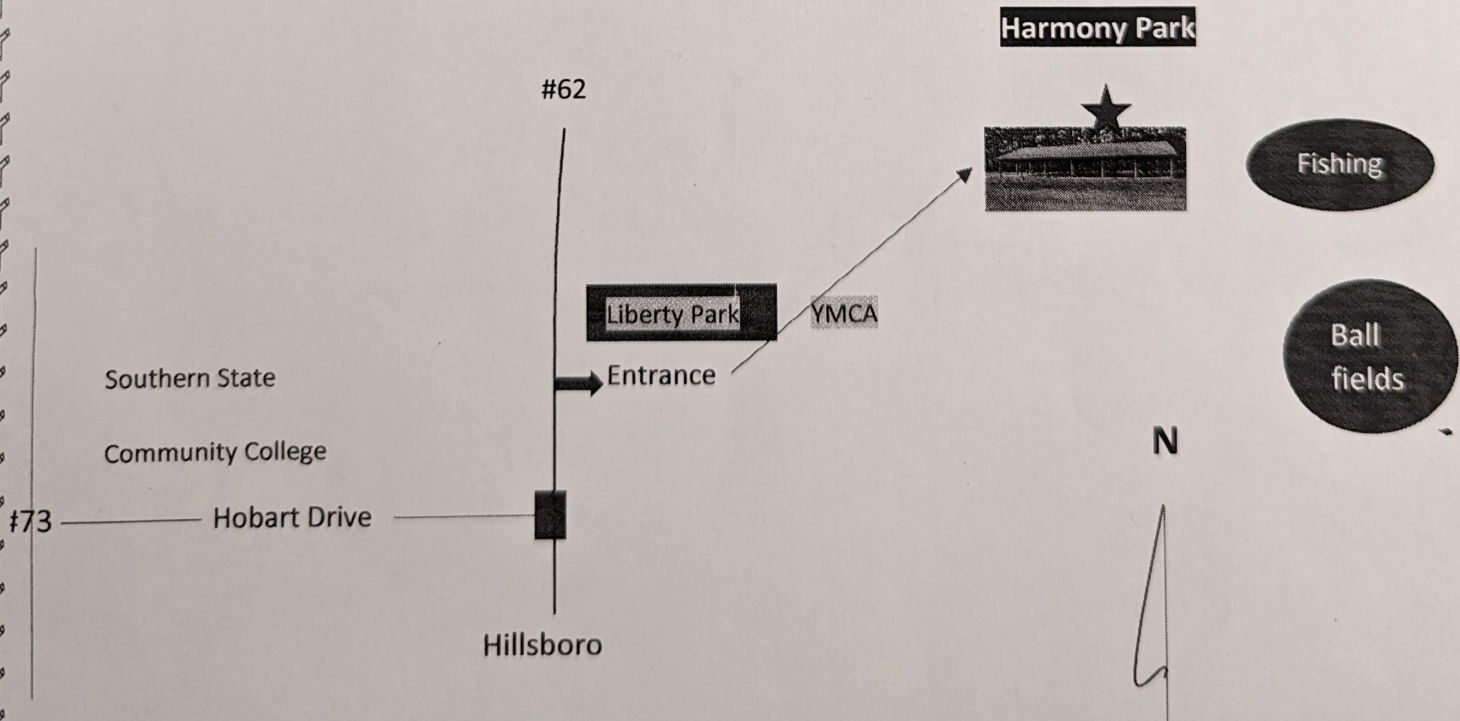 Harmony Park
#62
Fishing
Liberty Park
YMCA
Entrance
Ball
fields
Southern State
Community College
N
#73
Hobart Drive
Hillsboro